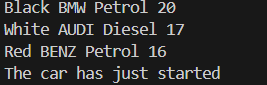 Black BMW Petrol 20
White AUDI Diesel 17
Red BENZ Petrol 16
The car has just started